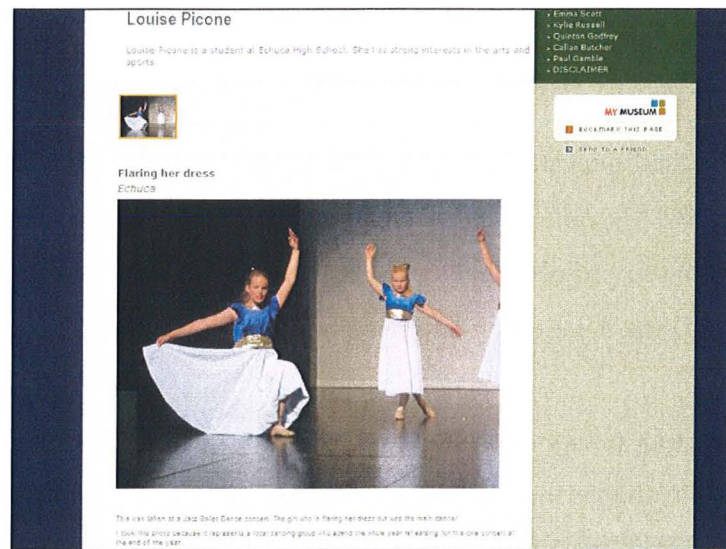 Louise Picone
Louise Picone is a student at Echuca High School. She has strong interests in the arts and
sports.
Flaring her dress
Echuca
This was taken at a Jazz Ballet Dance concert. The girl who is flaring her dress out was the main dancer.
I took this photo because it represents a local dancing group who spend the whole year rehearsing for this one concert at
the end of the year.
Emma Scott
Kylie Russell
Quinton Godfrey
Callan Butcher
Paul Gamble
DISCLAIMER
MY MUSEUM
BOOKMARK THIS PAGE
SEND TO A FRIEND